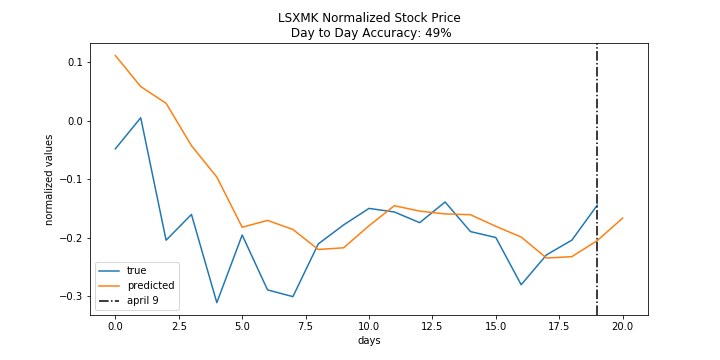 LSXMK Normalized Stock Price
Day to Day Accuracy: 49%
normalized values
0.1
0.0
−0.1
−0.2
−0.3
true
predicted
april 9
0.0
2.5
5.0
7.5
10.0
12.5
15.0
17.5
20.0
days